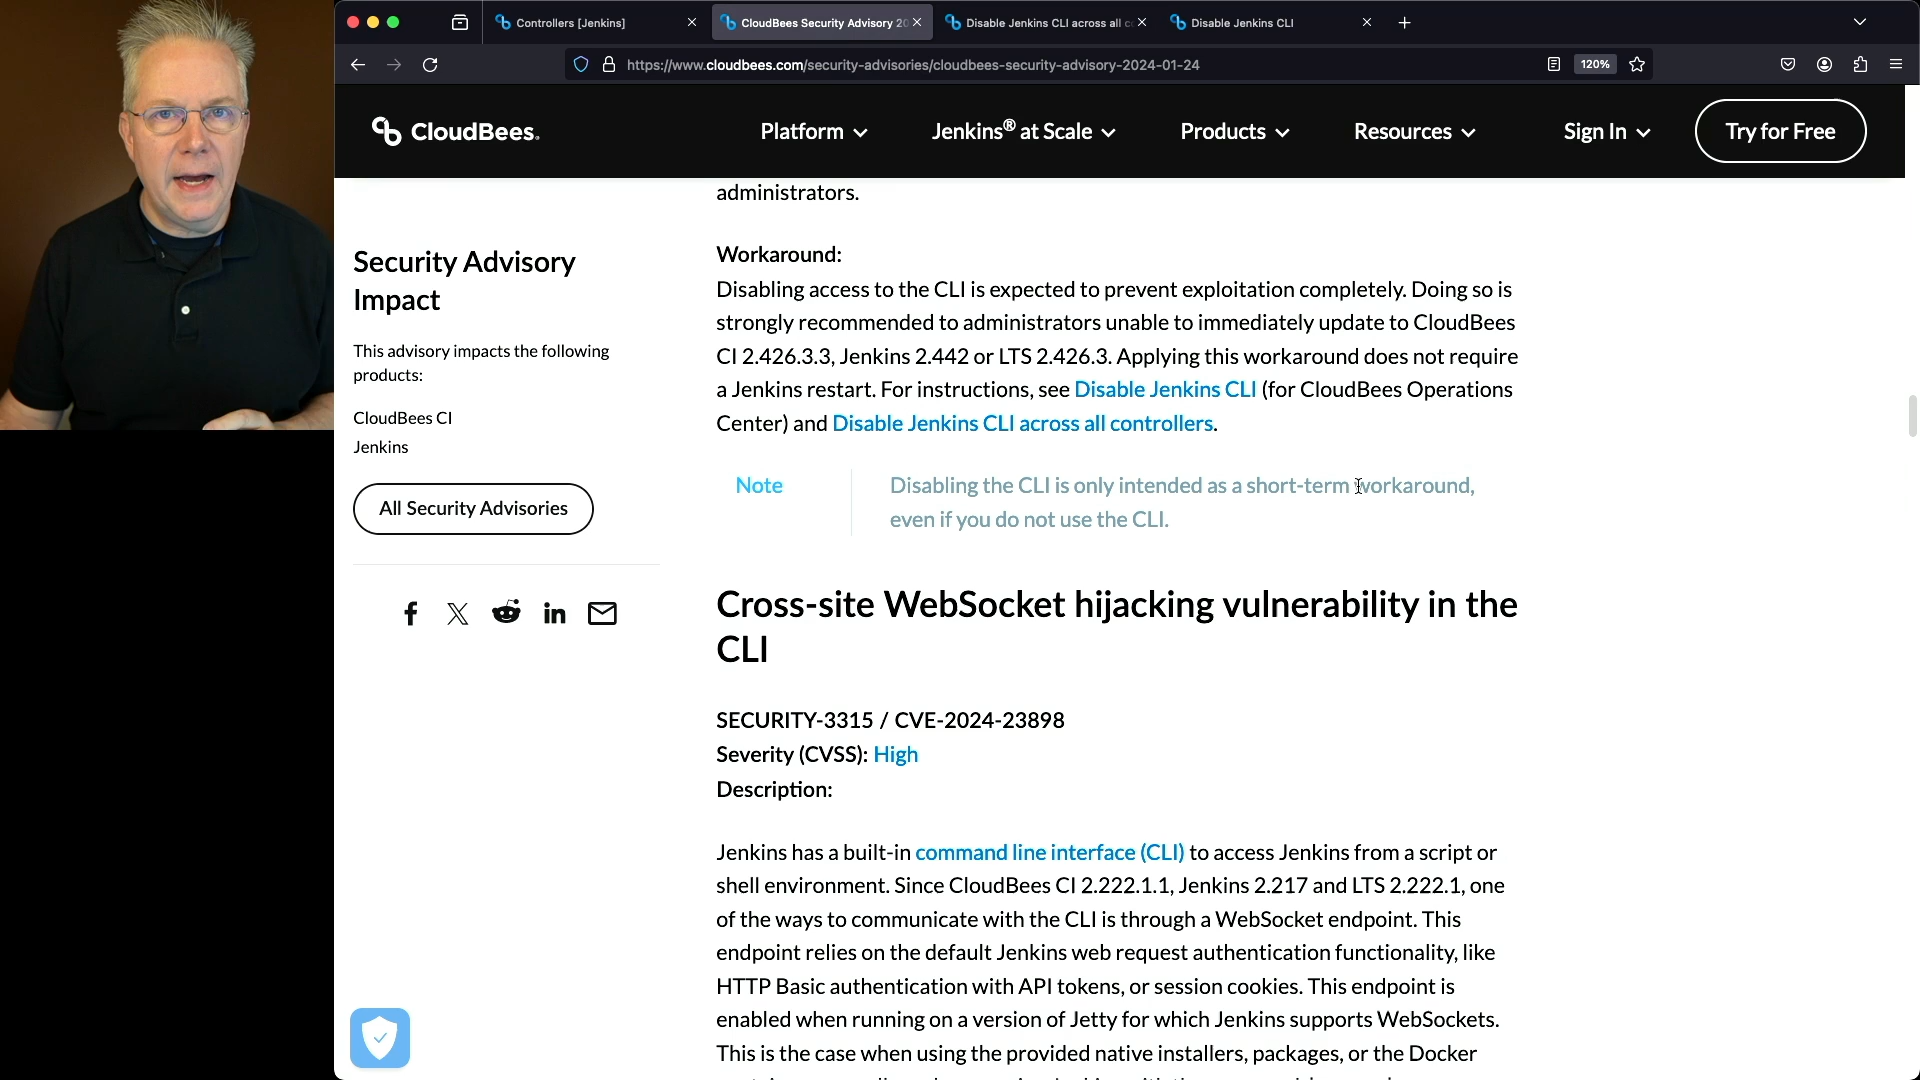 Controllers [Jenkins]
CloudBees Security Advisory 20
Disable Jenkins CLI across all c
Disable Jenkins CLI
https://www.cloudbees.com/security-advisories/cloudbees-security-advisory-2024-01-24
120%
CloudBees.
Platform
Jenkins® at Scale
Products
Resources
Sign In
Try for Free
Security Advisory
Impact
This advisory impacts the following
products:
CloudBees CI
Jenkins
All Security Advisories
administrators.
Workaround:
Disabling access to the CLI is expected to prevent exploitation completely. Doing so is
strongly recommended to administrators unable to immediately update to CloudBees
CI 2.426.3.3, Jenkins 2.442 or LTS 2.426.3. Applying this workaround does not require
a Jenkins restart. For instructions, see Disable Jenkins CLI (for CloudBees Operations
Center) and Disable Jenkins CLI across all controllers.
Note
Disabling the CLI is only intended as a short-term workaround,
even if you do not use the CLI.
Cross-site WebSocket hijacking vulnerability in the
CLI
SECURITY-3315 / CVE-2024-23898
Severity (CVSS): High
Description:
Jenkins has a built-in command line interface (CLI) to access Jenkins from a script or
shell environment. Since CloudBees CI 2.222.1.1, Jenkins 2.217 and LTS 2.222.1, one
of the ways to communicate with the CLI is through a WebSocket endpoint. This
endpoint relies on the default Jenkins web request authentication functionality, like
HTTP Basic authentication with API tokens, or session cookies. This endpoint is
enabled when running on a version of Jetty for which Jenkins supports WebSockets.
This is the case when using the provided native installers, packages, or the Docker